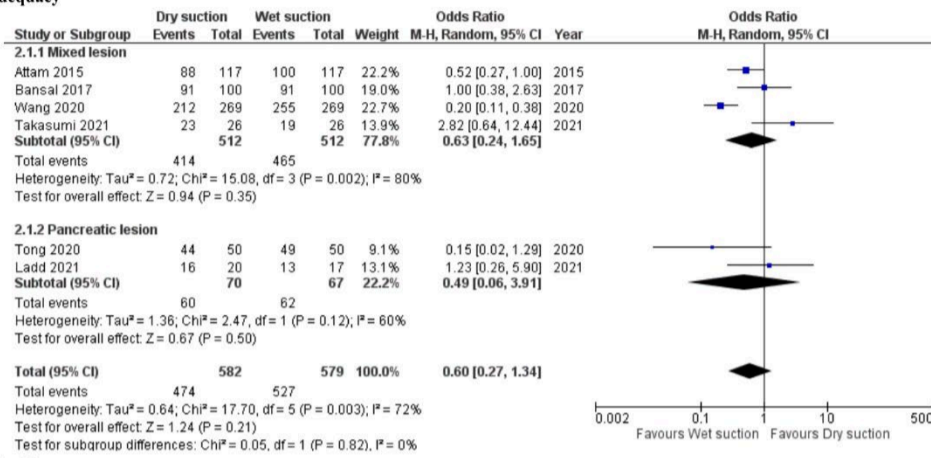 Dry suction Wet suction Odds Ratio Odds Ratio
Study or Subgroup Events Total Events Total Weight M-H, Random, 95% CI Year M-H, Random, 95% CI
2.1.1 Mixed lesion
Attam 2015 88 117 100 117 22.2% 0.52 [0.27, 1.00] 2015
Bansal 2017 91 100 91 100 19.0% 1.00 [0.38, 2.63] 2017
Wang 2020 212 269 255 269 22.7% 0.20 [0.11, 0.38] 2020
Takasumi 2021 23 26 19 26 13.9% 2.82 [0.64, 12.44] 2021
Subtotal (95% CI) 512 512 77.8% 0.63 [0.24, 1.65]
Total events 414 465
Heterogeneity: Tau² = 0.72; Chi² = 15.08, df = 3 (P = 0.002); I² = 80%
Test for overall effect: Z = 0.94 (P = 0.35)
2.1.2 Pancreatic lesion
Tong 2020 44 50 49 50 9.1% 0.15 [0.02, 1.29] 2020
Ladd 2021 16 20 13 17 13.1% 1.23 [0.26, 5.90] 2021
Subtotal (95% CI) 70 67 22.2% 0.49 [0.06, 3.91]
Total events 60 62
Heterogeneity: Tau² = 1.36; Chi² = 2.47, df = 1 (P = 0.12); I² = 60%
Test for overall effect: Z = 0.67 (P = 0.50)
Total (95% CI) 582 579 100.0% 0.60 [0.27, 1.34]
Total events 474 527
Heterogeneity: Tau² = 0.64; Chi² = 17.70, df = 5 (P = 0.003); I² = 72%
Test for overall effect: Z = 1.24 (P = 0.21)
Test for subgroup differences: Chi² = 0.05, df = 1 (P = 0.82), I² = 0%
0.002 0.1 1 10 500
Favours Wet suction Favours Dry suction